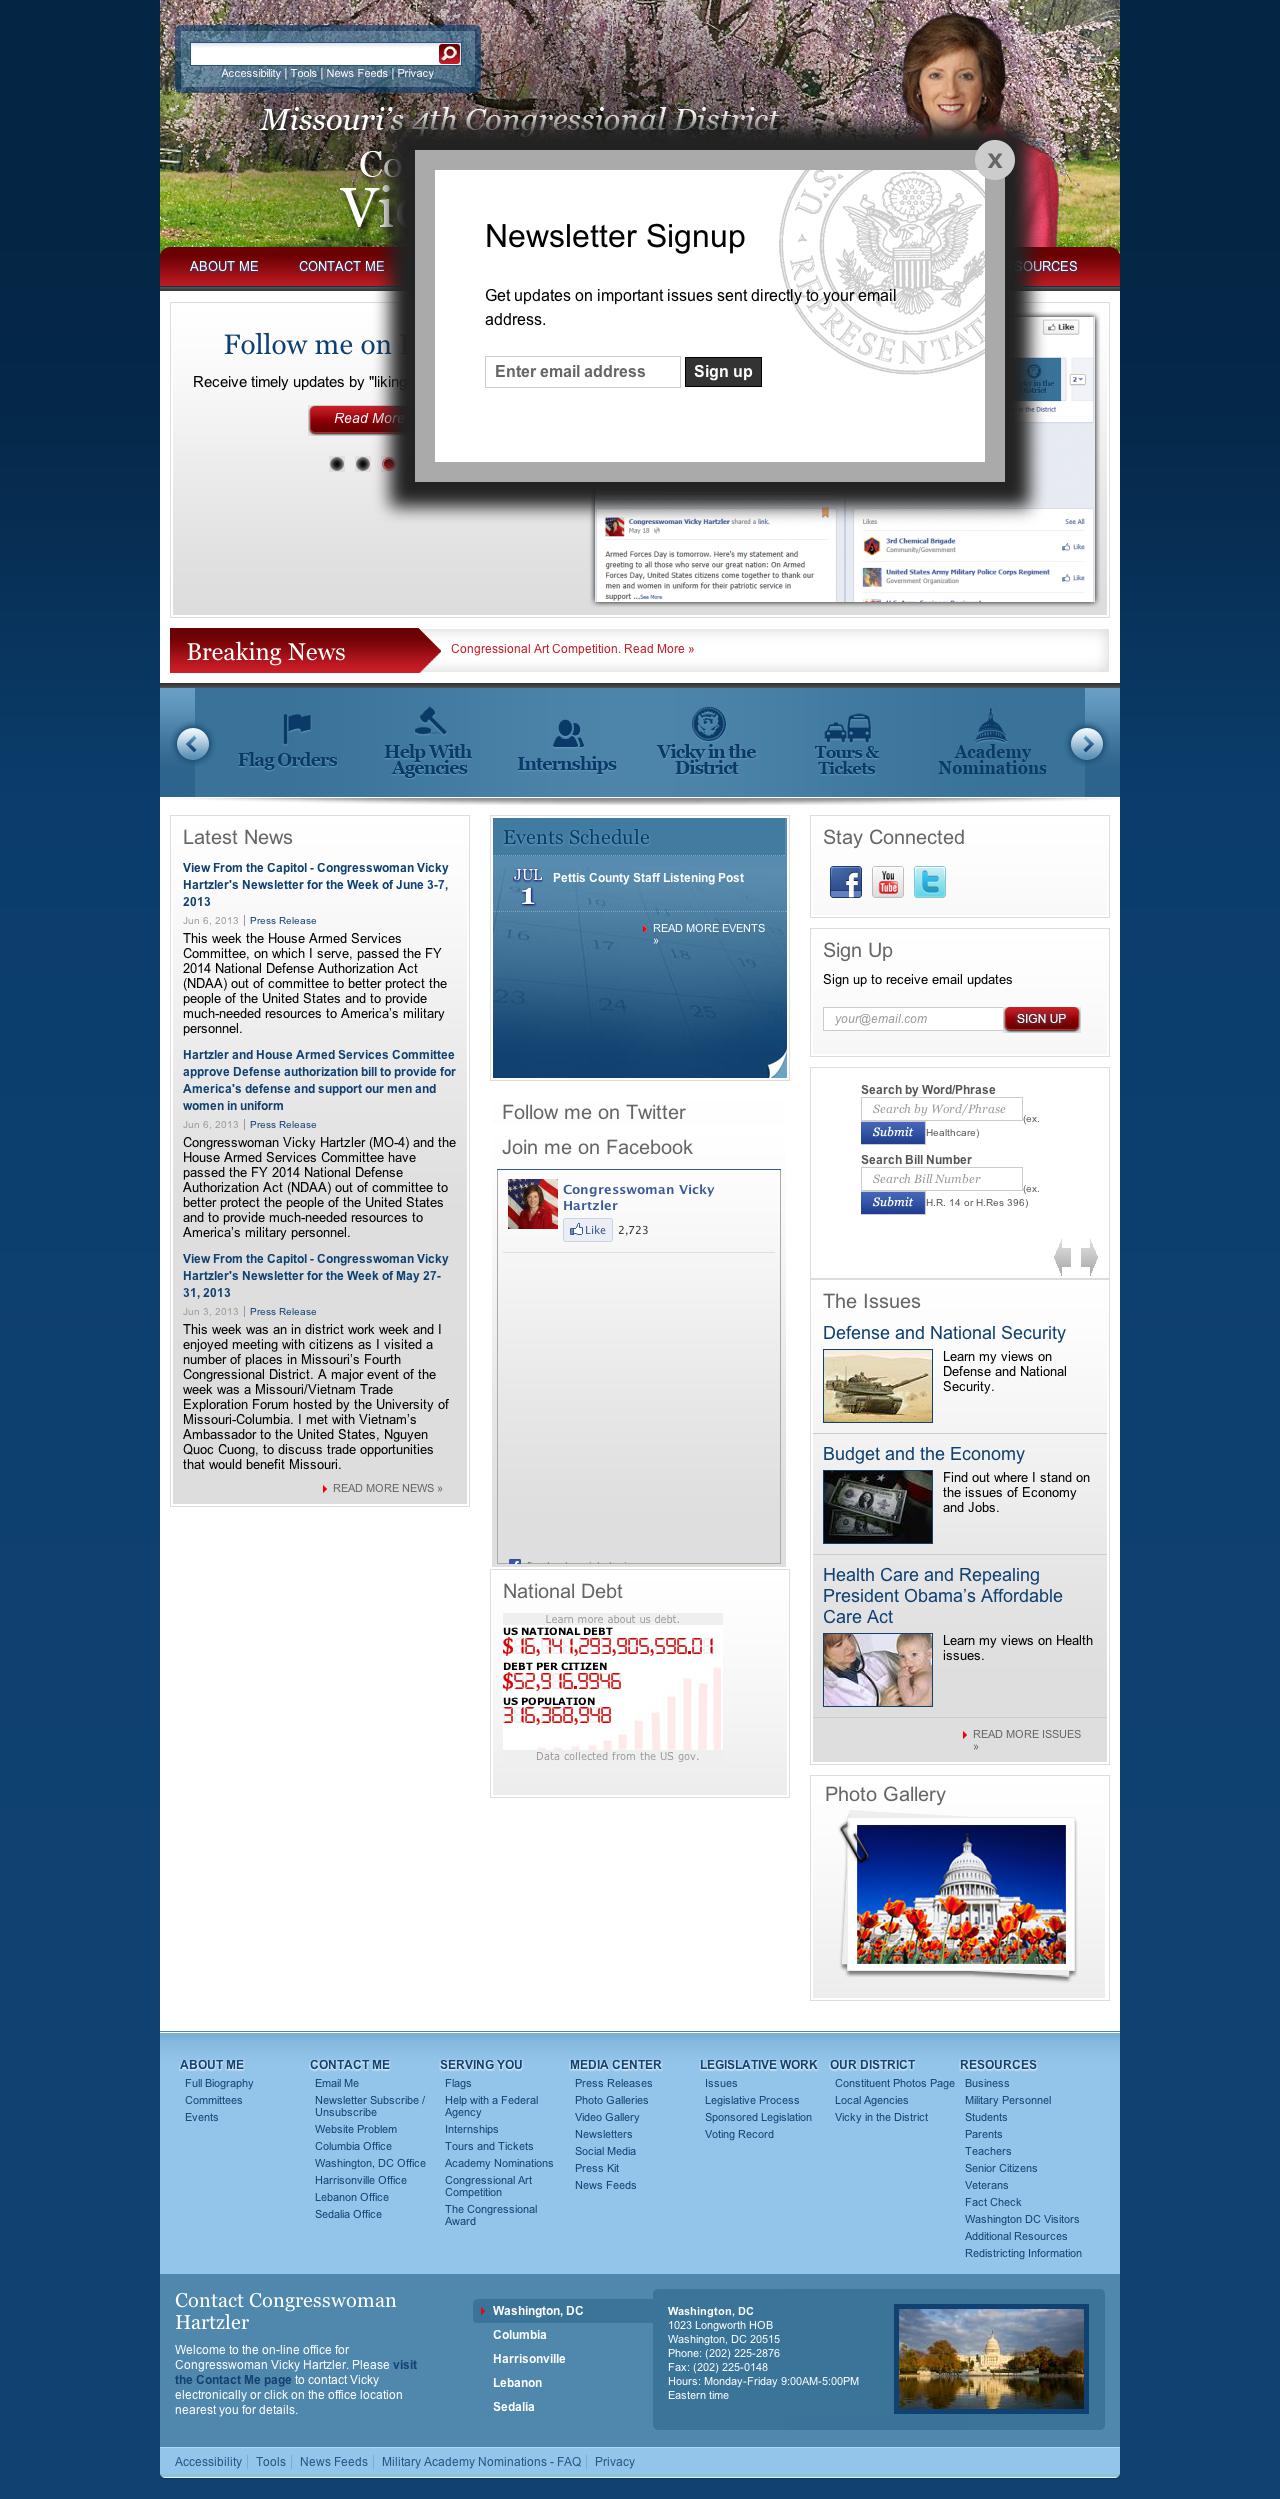 Accessibility | Tools | News Feeds | Privacy
Missouri's 4th Congressional District
Co
Vic
ABOUT ME
CONTACT ME
SOURCES
X
U.S.
REPRESENTAT
Newsletter Signup
Get updates on important issues sent directly to your email
address.
Enter email address
Sign up
Follow me on
Receive timely updates by "liking
Read More
Like
Congresswoman Vicky Hartzler shared a link.
May 18
Armed Forces Day is tomorrow. Here's my statement and
greeting to all those who serve our great nation: On Armed
Forces Day, United States citizens come together to thank our
men and women in uniform for their patriotic service in
support ...See More
Likes
See All
3rd Chemical Brigade
Community/Government
Like
United States Army Military Police Corps Regiment
Government Organization
Like
Breaking News
Congressional Art Competition. Read More »
Flag Orders
Help With
Agencies
Internships
Vicky in the
District
Tours &
Tickets
Academy
Nominations
Latest News
View From the Capitol - Congresswoman Vicky
Hartzler's Newsletter for the Week of June 3-7,
2013
Jun 6, 2013 | Press Release
This week the House Armed Services
Committee, on which I serve, passed the FY
2014 National Defense Authorization Act
(NDAA) out of committee to better protect the
people of the United States and to provide
much-needed resources to America's military
personnel.
Hartzler and House Armed Services Committee
approve Defense authorization bill to provide for
America's defense and support our men and
women in uniform
Jun 6, 2013 | Press Release
Congresswoman Vicky Hartzler (MO-4) and the
House Armed Services Committee have
passed the FY 2014 National Defense
Authorization Act (NDAA) out of committee to
better protect the people of the United States
and to provide much-needed resources to
America's military personnel.
View From the Capitol - Congresswoman Vicky
Hartzler's Newsletter for the Week of May 27-
31, 2013
Jun 3, 2013 | Press Release
This week was an in district work week and I
enjoyed meeting with citizens as I visited a
number of places in Missouri's Fourth
Congressional District. A major event of the
week was a Missouri/Vietnam Trade
Exploration Forum hosted by the University of
Missouri-Columbia. I met with Vietnam's
Ambassador to the United States, Nguyen
Quoc Cuong, to discuss trade opportunities
that would benefit Missouri.
READ MORE NEWS »
Events Schedule
JUL
1
Pettis County Staff Listening Post
READ MORE EVENTS
»
10 11
16 17 18 19
23 24 25
Follow me on Twitter
Join me on Facebook
Congresswoman Vicky
Hartzler
Like 2,723
National Debt
Learn more about us debt.
US NATIONAL DEBT
$16,741,293,905,596.01
DEBT PER CITIZEN
$52,916.9946
US POPULATION
316,368,948
Data collected from the US gov.
Stay Connected
You
Tube
Sign Up
Sign up to receive email updates
your@email.com
SIGN UP
Search by Word/Phrase
Search by Word/Phrase (ex.
Submit Healthcare)
Search Bill Number
Search Bill Number (ex.
Submit H.R. 14 or H.Res 396)
The Issues
Defense and National Security
Learn my views on
Defense and National
Security.
Budget and the Economy
Find out where I stand on
the issues of Economy
and Jobs.
Health Care and Repealing
President Obama's Affordable
Care Act
Learn my views on Health
issues.
READ MORE ISSUES
»
Photo Gallery
ABOUT ME
Full Biography
Committees
Events
CONTACT ME
Email Me
Newsletter Subscribe /
Unsubscribe
Website Problem
Columbia Office
Washington, DC Office
Harrisonville Office
Lebanon Office
Sedalia Office
SERVING YOU
Flags
Help with a Federal
Agency
Internships
Tours and Tickets
Academy Nominations
Congressional Art
Competition
The Congressional
Award
MEDIA CENTER
Press Releases
Photo Galleries
Video Gallery
Newsletters
Social Media
Press Kit
News Feeds
LEGISLATIVE WORK
Issues
Legislative Process
Sponsored Legislation
Voting Record
OUR DISTRICT
Constituent Photos Page
Local Agencies
Vicky in the District
RESOURCES
Business
Military Personnel
Students
Parents
Teachers
Senior Citizens
Veterans
Fact Check
Washington DC Visitors
Additional Resources
Redistricting Information
Contact Congresswoman
Hartzler
Welcome to the on-line office for
Congresswoman Vicky Hartzler. Please visit
the Contact Me page to contact Vicky
electronically or click on the office location
nearest you for details.
Washington, DC
Columbia
Harrisonville
Lebanon
Sedalia
Washington, DC
1023 Longworth HOB
Washington, DC 20515
Phone: (202) 225-2876
Fax: (202) 225-0148
Hours: Monday-Friday 9:00AM-5:00PM
Eastern time
Accessibility | Tools | News Feeds | Military Academy Nominations - FAQ | Privacy